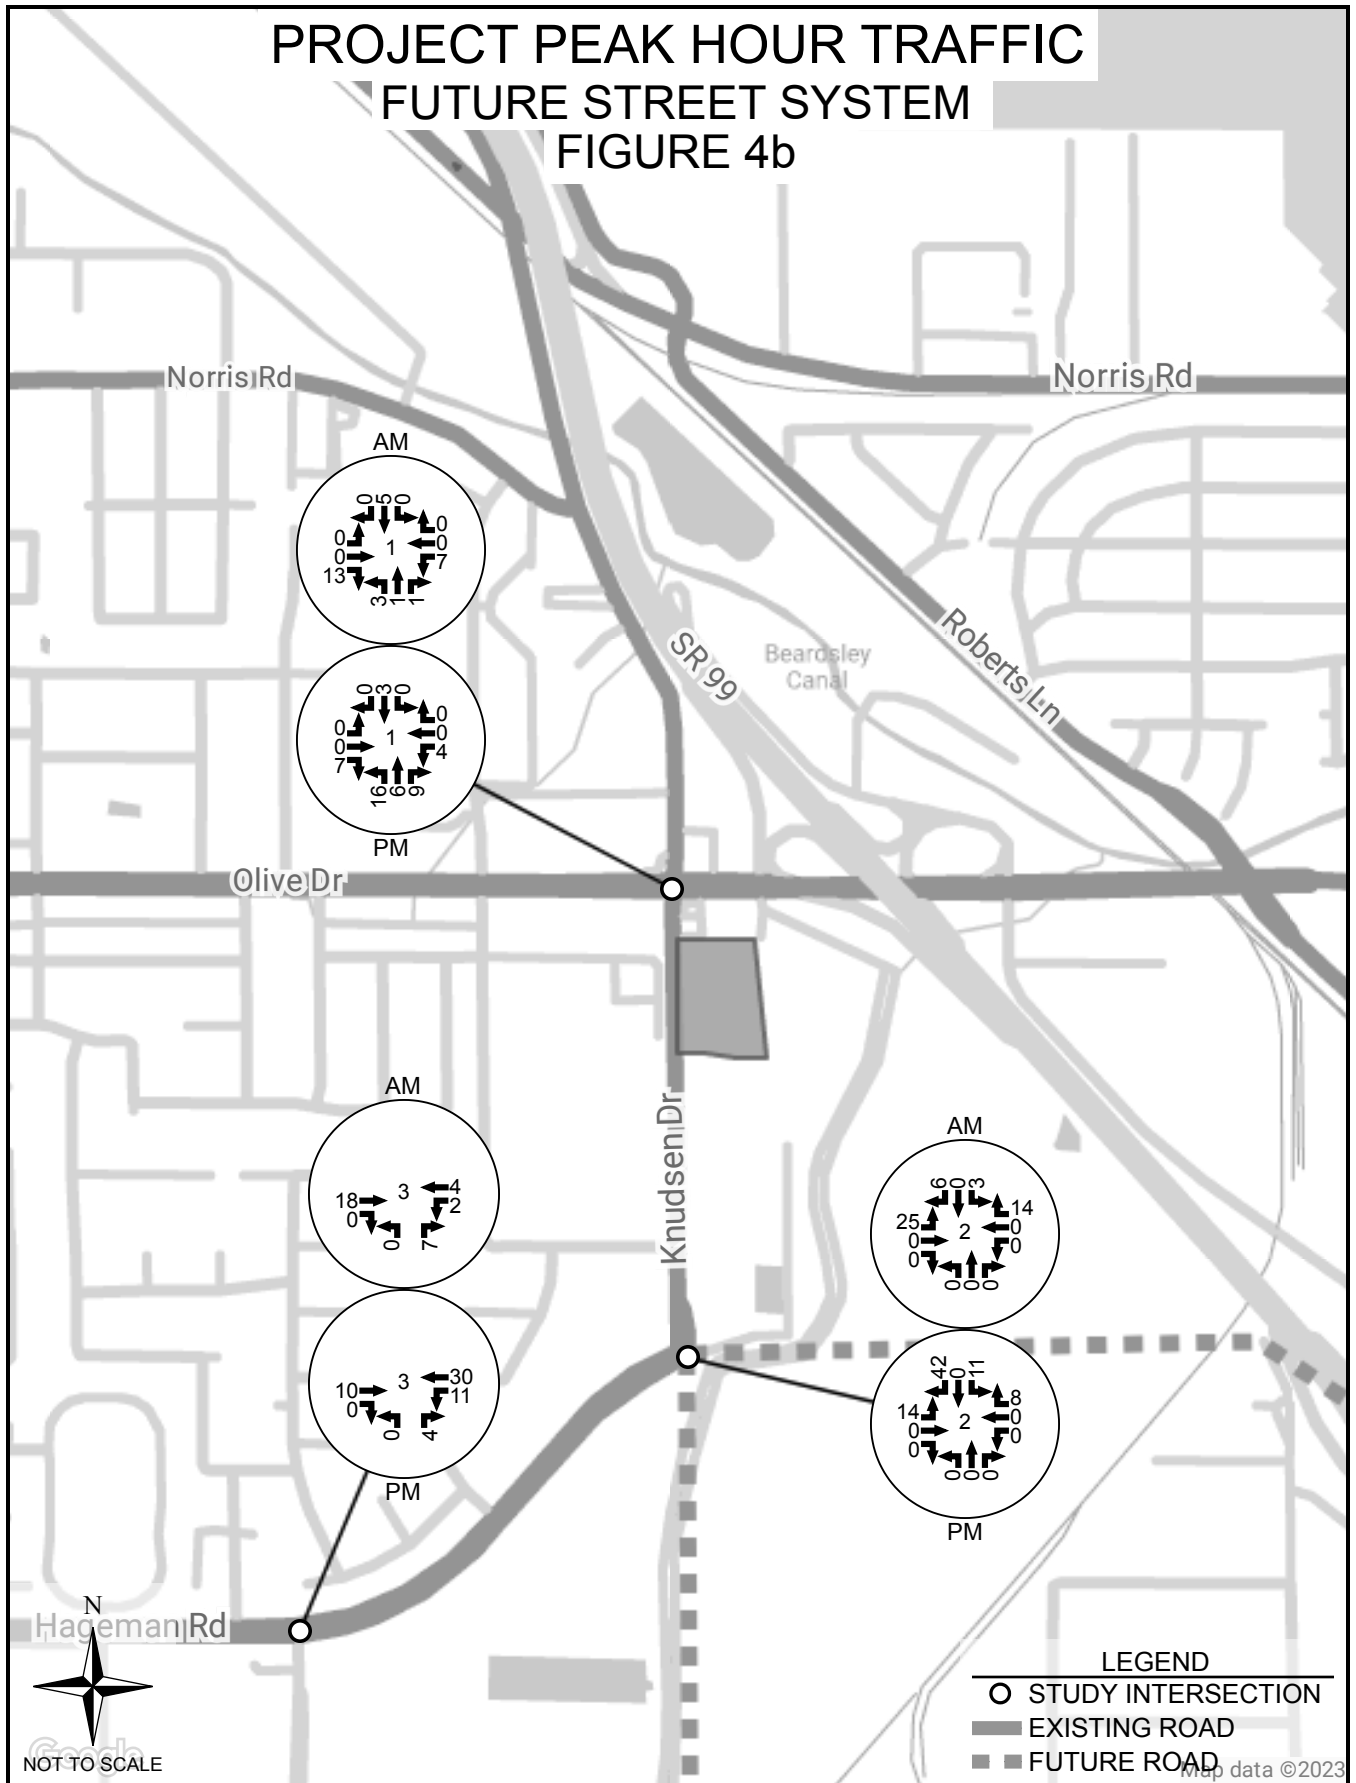 PROJECT PEAK HOUR TRAFFIC
FUTURE STREET SYSTEM
FIGURE 4b
Norris Rd
Norris Rd
AM
0 5 0
0
0
0
1
0
0
13
7
3 1 1
SR 99
Beardsley
Canal
Roberts Ln
0 3 0
0
0
0
1
0
0
7
4
16 6 9
PM
Olive Dr
Knudsen Dr
AM
18
3
4
0
2
0 7
10
3
30
0
11
0 4
PM
AM
6 0 3
25
14
0
2
0
0
0
0 0 0
42 0 11
14
8
0
2
0
0
0
0 0 0
PM
Hageman Rd
N
Google
NOT TO SCALE
LEGEND
STUDY INTERSECTION
EXISTING ROAD
FUTURE ROAD
Map data ©2023